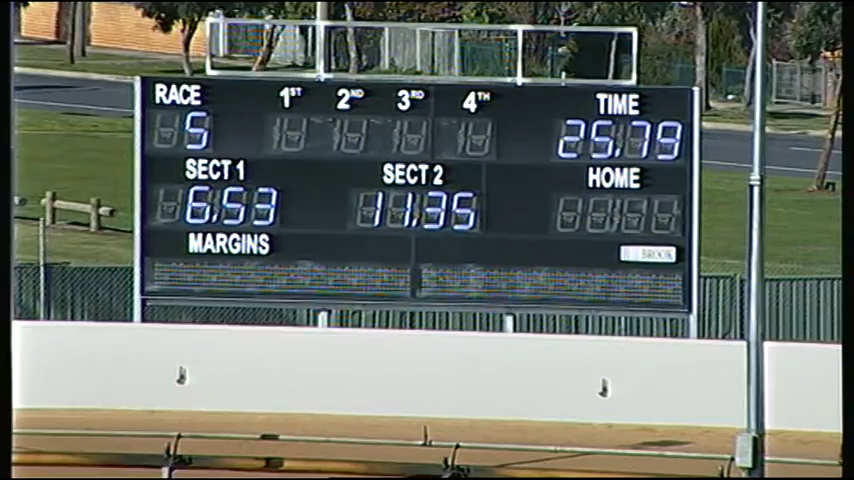 RACE 1ST 2ND 3RD 4TH TIME
5 25.79
SECT 1 SECT 2 HOME
6.53 11.35
MARGINS